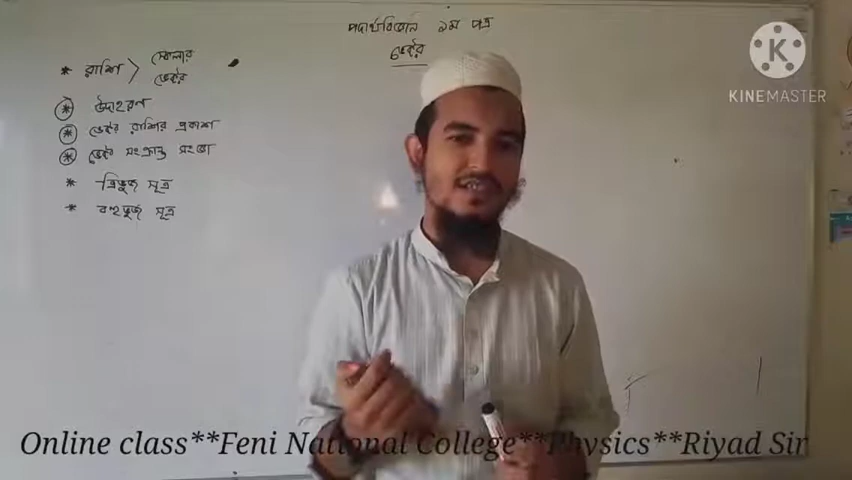 পদার্থবিজ্ঞান ১ম পত্র
ভেক্টর
* রাশি > স্কেলার
ভেক্টর
* উদাহরণ
* ভেক্টর রাশির প্রকাশ
* ভেক্টর সংক্রান্ত সংজ্ঞা
* ত্রিভুজ সূত্র
* বহুভুজ সূত্র
K
KINEMASTER
Online class**Feni National College**Physics**Riyad Sir